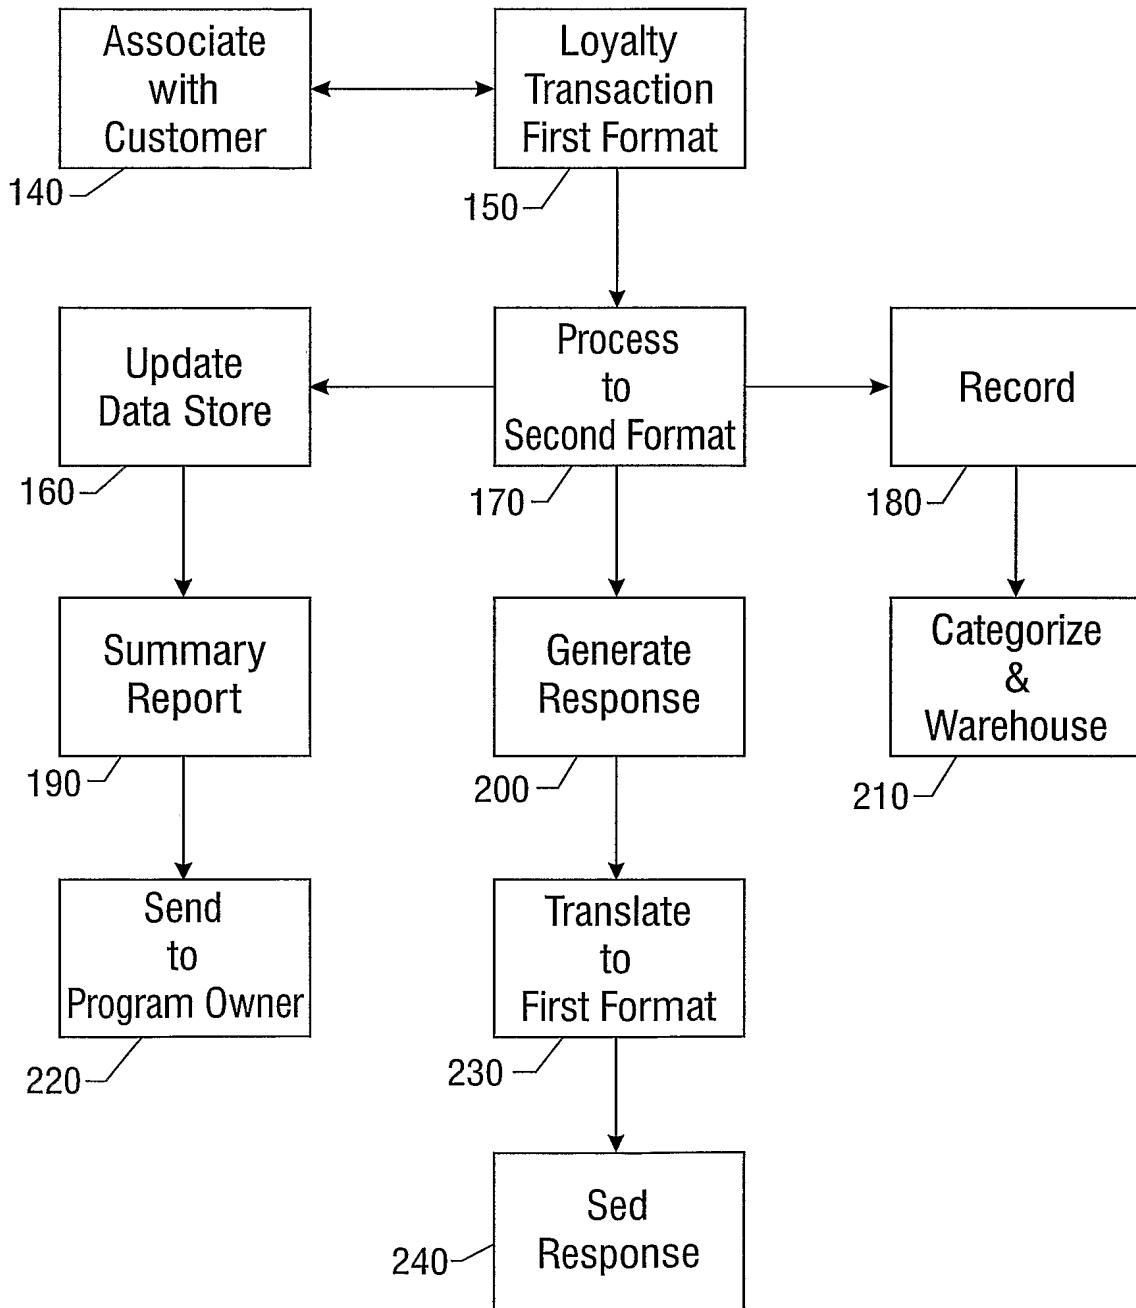 Associate
with
Customer
140
Loyalty
Transaction
First Format
150
Update
Data Store
160
Process
to
Second Format
170
Record
180
Summary
Report
190
Generate
Response
200
Categorize
&
Warehouse
210
Send
to
Program Owner
220
Translate
to
First Format
230
Sed
Response
240